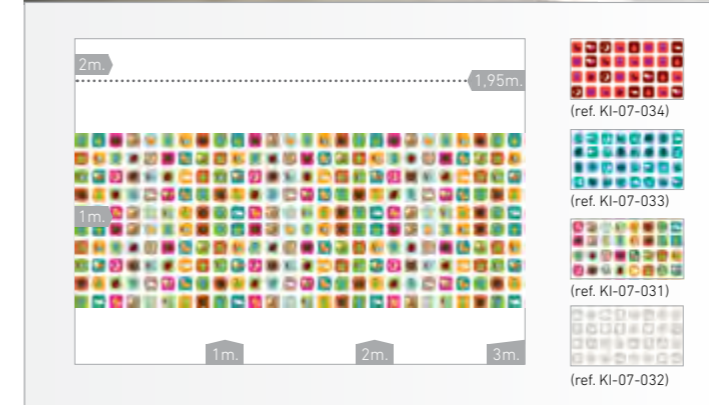 2m.
1,95m.
1m.
1m.
2m.
3m.
(ref. KI-07-034)
(ref. KI-07-033)
(ref. KI-07-031)
(ref. KI-07-032)